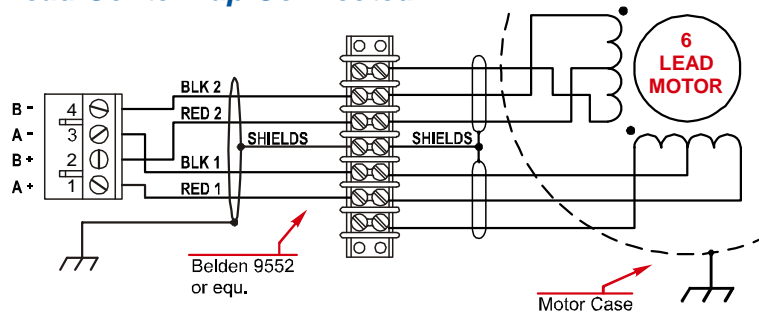 BLK 2
B - 4
RED 2
A - 3
SHIELDS
SHIELDS
B + 2
BLK 1
A + 1
RED 1
6
LEAD
MOTOR
Belden 9552
or equ.
Motor Case